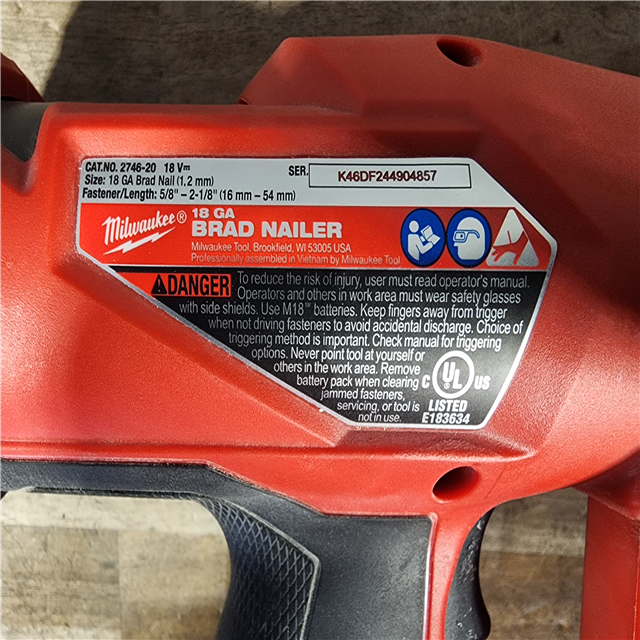 CAT.NO. 2746-20 18 V⎓
SER. K46DF244904857
Size: 18 GA Brad Nail (1,2 mm)
Fastener/Length: 5/8" – 2-1/8" (16 mm – 54 mm)
Milwaukee®
18 GA
BRAD NAILER
Milwaukee Tool, Brookfield, WI 53005 USA
Professionally assembled in Vietnam by Milwaukee Tool
DANGER To reduce the risk of injury, user must read operator's manual.
Operators and others in work area must wear safety glasses
with side shields. Use M18™ batteries. Keep fingers away from trigger
when not driving fasteners to avoid accidental discharge. Choice of
triggering method is important. Check manual for triggering
options. Never point tool at yourself or
others in the work area. Remove
battery pack when clearing
jammed fasteners,
servicing, or tool is
not in use.
C UL US
LISTED
E183634